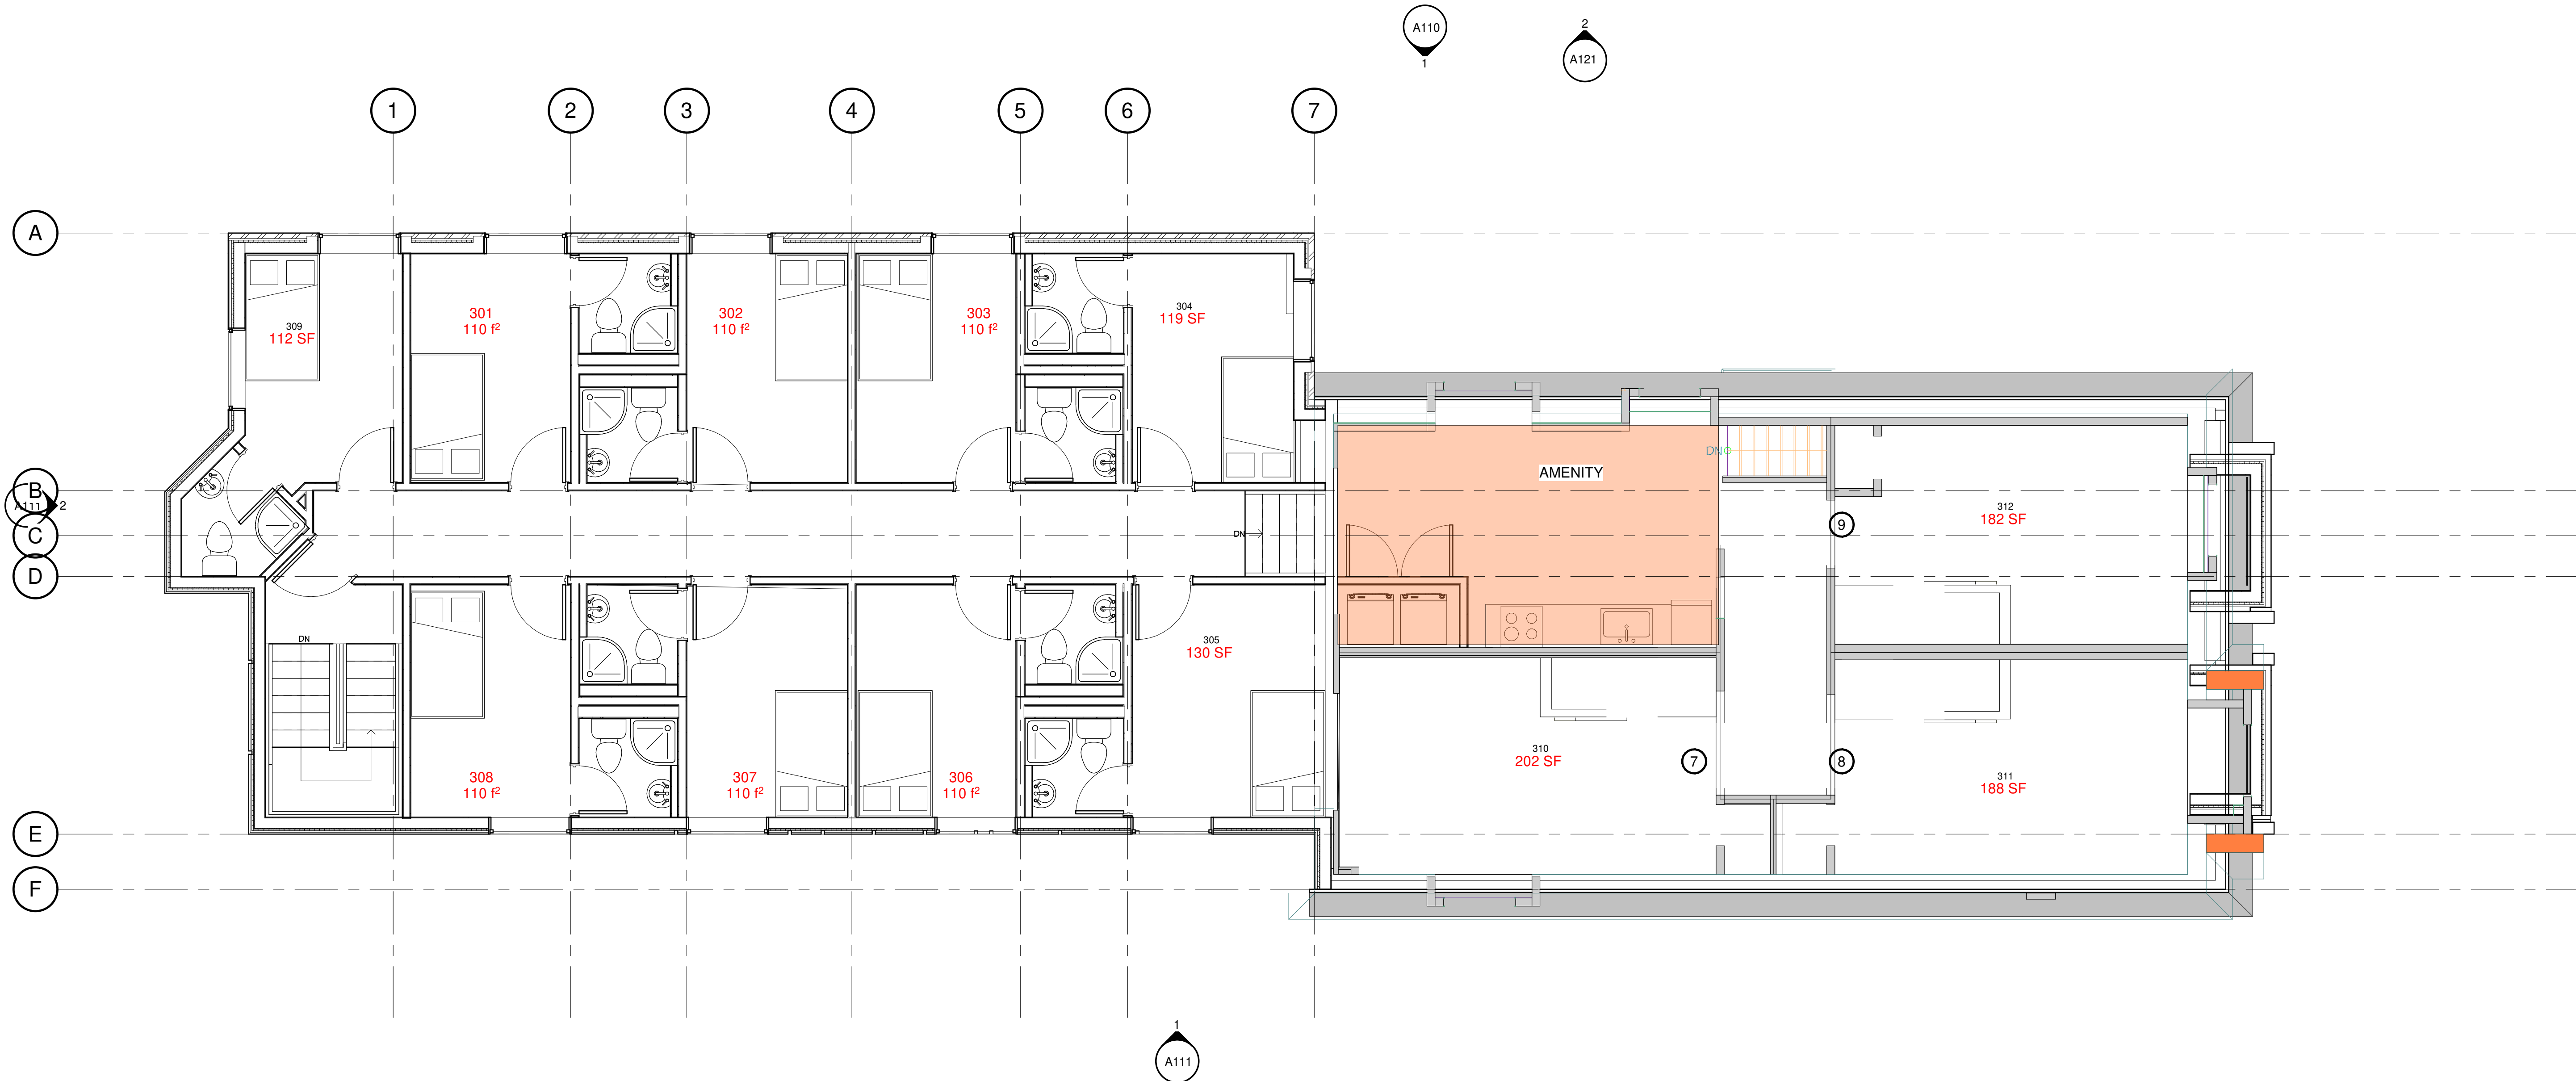 A110
1
2
A121
1
2
3
4
5
6
7
A
301
110 f²
302
110 f²
303
110 f²
304
119 SF
309
112 SF
DN
AMENITY
B
A111
2
C
D
DN
9
312
182 SF
DN
305
130 SF
310
202 SF
7
8
311
188 SF
308
110 f²
307
110 f²
306
110 f²
E
F
1
A111